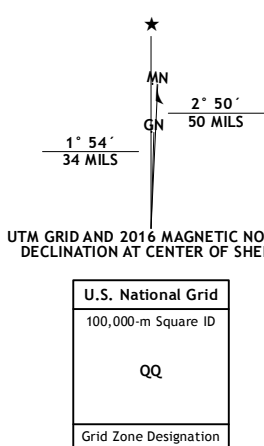 ★
MN
2° 50´
50 MILS
GN
1° 54´
34 MILS
UTM GRID AND 2016 MAGNETIC NO
DECLINATION AT CENTER OF SHE
U.S. National Grid
100,000-m Square ID
QQ
Grid Zone Designation